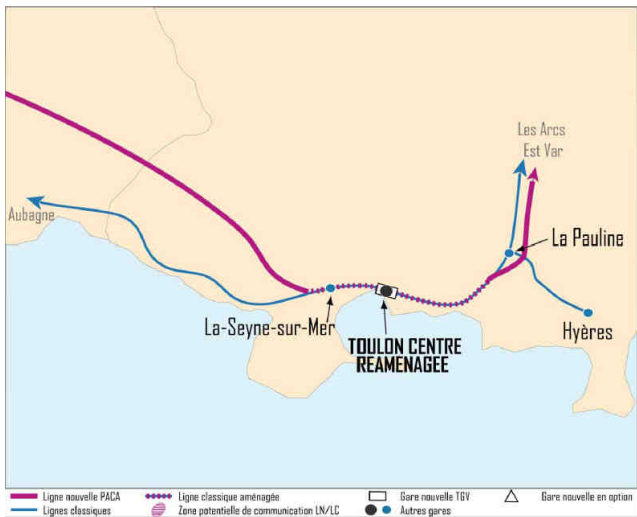 Les Arcs
Est Var
Aubagne
La Pauline
La-Seyne-sur-Mer
TOULON CENTRE
REAMENAGEE
Hyères
Ligne nouvelle PACA
Ligne classique aménagée
Gare nouvelle TGV
Gare nouvelle en option
Lignes classiques
Zone potentielle de communication LN/LC
Autres gares